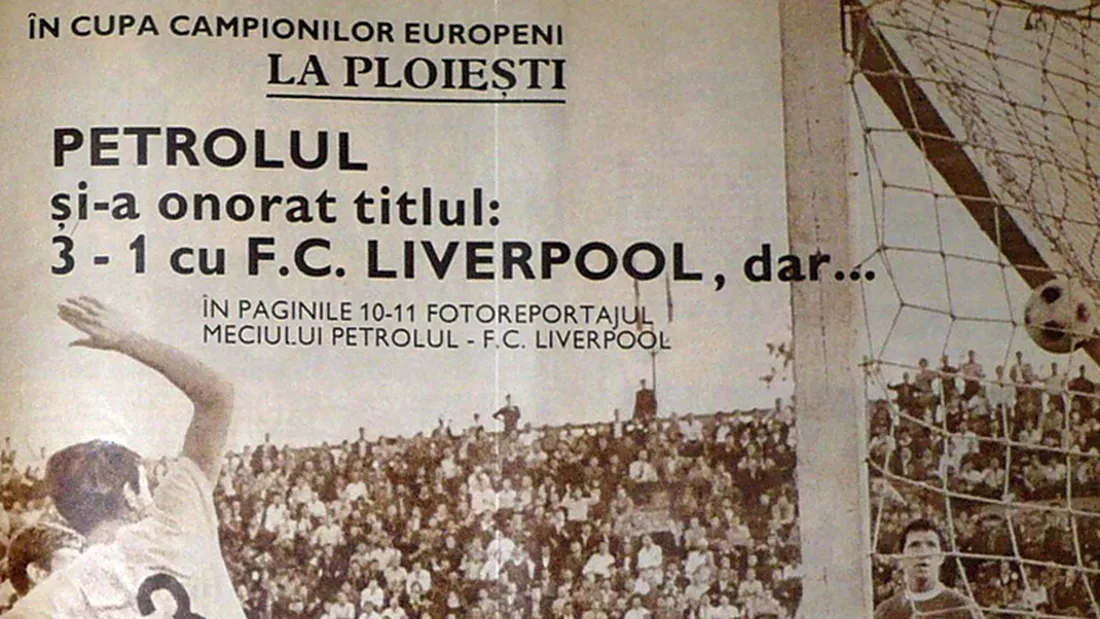 ÎN CUPA CAMPIONILOR EUROPENI
LA PLOIEȘTI
PETROLUL
și-a onorat titlul:
3 - 1 cu F.C. LIVERPOOL, dar...
ÎN PAGINILE 10-11 FOTOREPORTAJUL
MECIULUI PETROLUL - F.C. LIVERPOOL
3